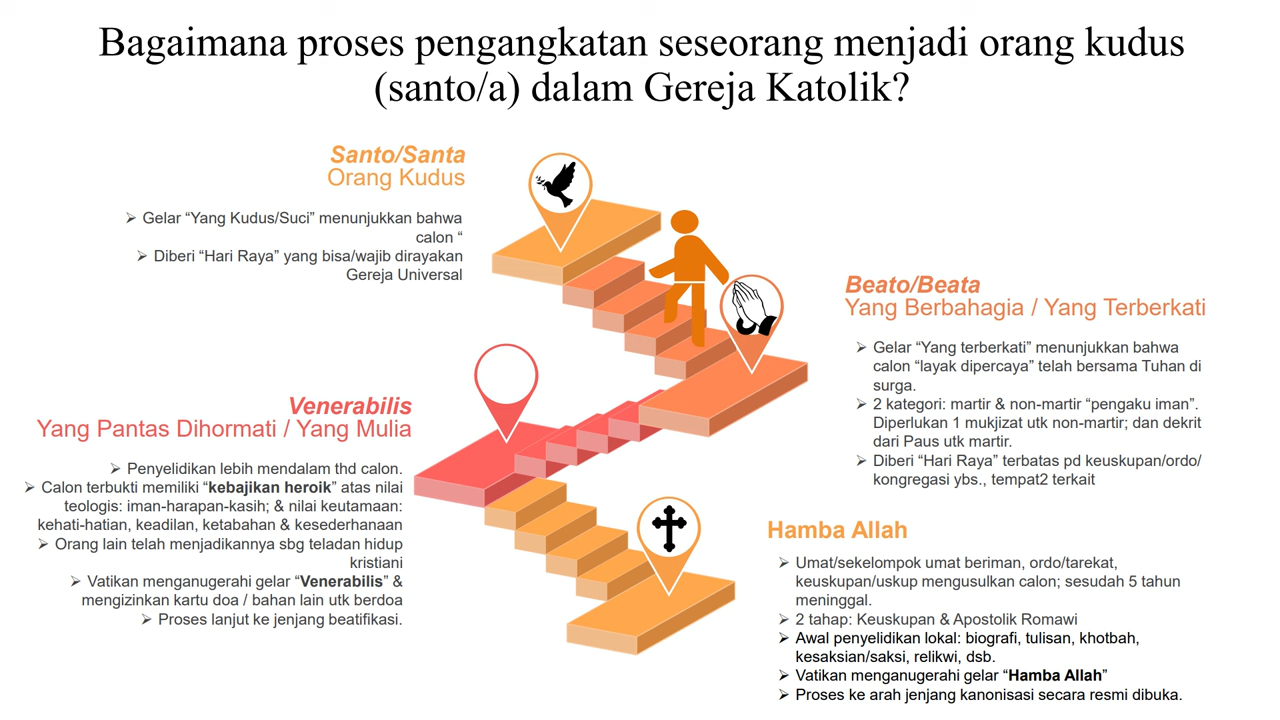 Bagaimana proses pengangkatan seseorang menjadi orang kudus
(santo/a) dalam Gereja Katolik?
Santo/Santa
Orang Kudus
➢ Gelar “Yang Kudus/Suci” menunjukkan bahwa
calon “
➢ Diberi “Hari Raya” yang bisa/wajib dirayakan
Gereja Universal
Beato/Beata
Yang Berbahagia / Yang Terberkati
➢ Gelar “Yang terberkati” menunjukkan bahwa
calon “layak dipercaya” telah bersama Tuhan di
surga.
➢ 2 kategori: martir & non-martir “pengaku iman”.
Diperlukan 1 mukjizat utk non-martir; dan dekrit
dari Paus utk martir.
➢ Diberi “Hari Raya” terbatas pd keuskupan/ordo/
kongregasi ybs., tempat2 terkait
Venerabilis
Yang Pantas Dihormati / Yang Mulia
➢ Penyelidikan lebih mendalam thd calon.
➢ Calon terbukti memiliki “kebajikan heroik” atas nilai
teologis: iman-harapan-kasih; & nilai keutamaan:
kehati-hatian, keadilan, ketabahan & kesederhanaan
➢ Orang lain telah menjadikannya sbg teladan hidup
kristiani
➢ Vatikan menganugerahi gelar “Venerabilis” &
mengizinkan kartu doa / bahan lain utk berdoa
➢ Proses lanjut ke jenjang beatifikasi.
Hamba Allah
➢ Umat/sekelompok umat beriman, ordo/tarekat,
keuskupan/uskup mengusulkan calon; sesudah 5 tahun
meninggal.
➢ 2 tahap: Keuskupan & Apostolik Romawi
➢ Awal penyelidikan lokal: biografi, tulisan, khotbah,
kesaksian/saksi, relikwi, dsb.
➢ Vatikan menganugerahi gelar “Hamba Allah”
➢ Proses ke arah jenjang kanonisasi secara resmi dibuka.